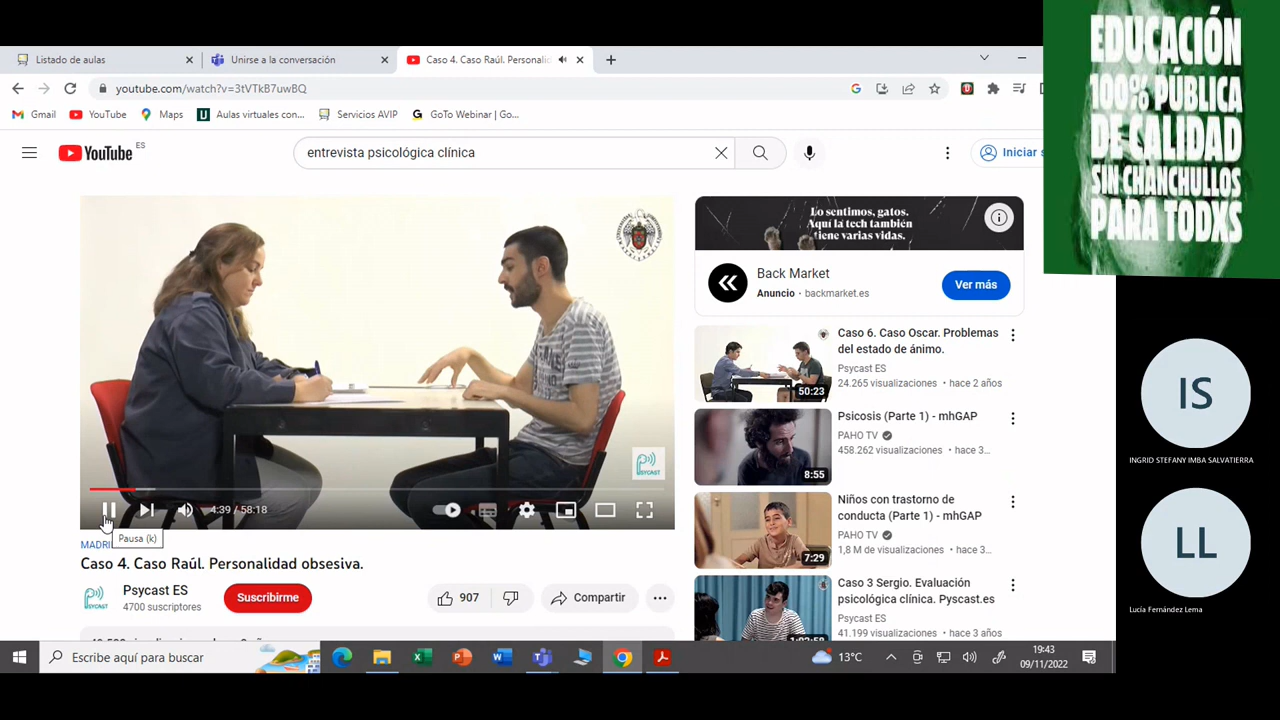 Listado de aulas
Unirse a la conversación
Caso 4. Caso Raúl. Personalid
youtube.com/watch?v=3tVTkB7uwBQ
Gmail
YouTube
Maps
Aulas virtuales con...
Servicios AVIP
GoTo Webinar | Go...
YouTube ES
entrevista psicológica clínica
Iniciar s
EDUCACIÓN
100% PÚBLICA
DE CALIDAD
SIN CHANCHULLOS
PARA TODXS
PSYCAST
4:39 / 58:18
Pausa (k)
MADRI
Caso 4. Caso Raúl. Personalidad obsesiva.
PSYCAST
Psycast ES
4700 suscriptores
Suscribirme
907
Compartir
Lo sentimos, gatos.
Aquí la tech también
tiene varias vidas.
Back Market
Anuncio · backmarket.es
Ver más
Caso 6. Caso Oscar. Problemas
del estado de ánimo.
Psycast ES
24.265 visualizaciones · hace 2 años
50:23
Psicosis (Parte 1) - mhGAP
PAHO TV
458.262 visualizaciones · hace 3...
8:55
Niños con trastorno de
conducta (Parte 1) - mhGAP
PAHO TV
1,8 M de visualizaciones · hace 3...
7:29
Caso 3 Sergio. Evaluación
psicológica clínica. Pyscast.es
Psycast ES
41.199 visualizaciones · hace 3 años
IS
INGRID STEFANY IMBA SALVATIERRA
LL
Lucía Fernández Lema
Escribe aquí para buscar
13°C
19:43
09/11/2022